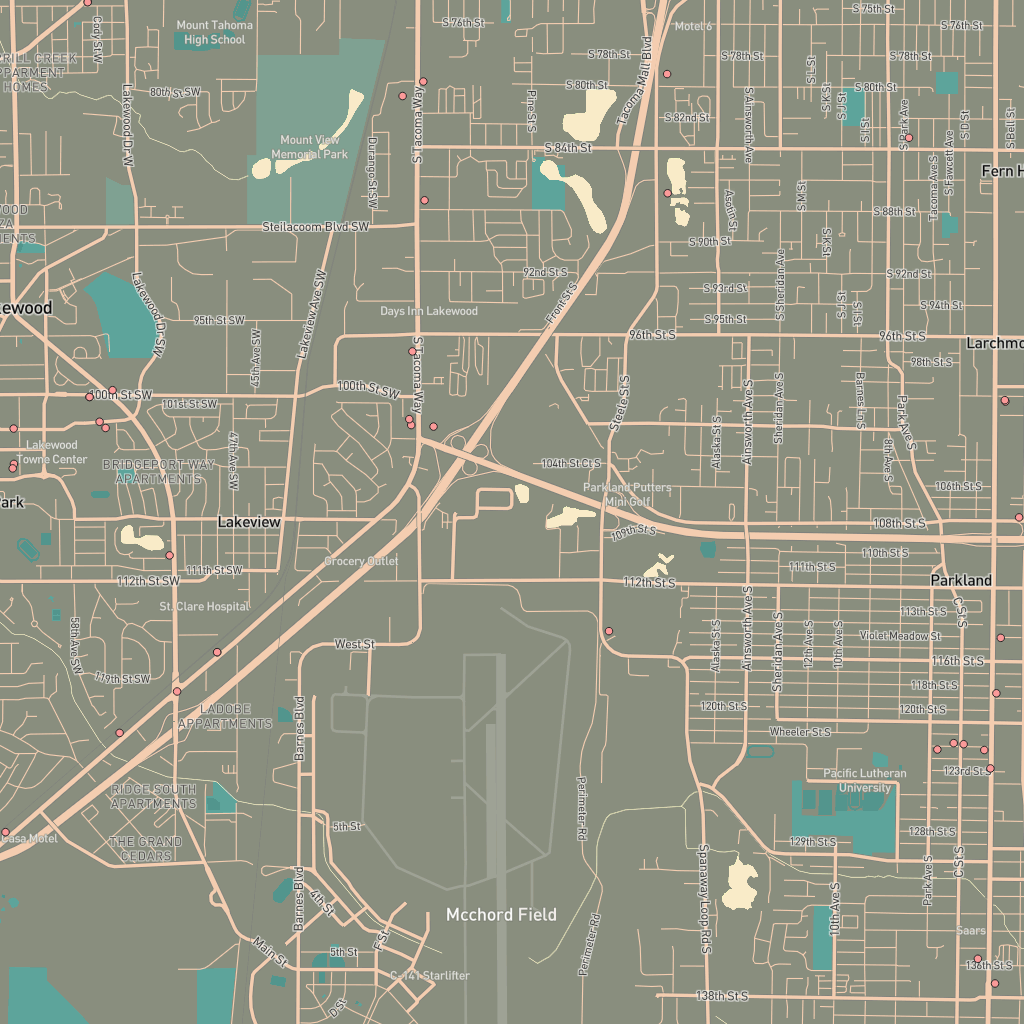 S 75th St
Mount Tahoma
High School
S 76th St
Motel 6
S 76th St
Cody St W
S 78th St
S 78th St
S 78th St
APPARMENT
HOMES
80th St SW
S 80th St
S 80th St
Lakewood Dr W
S Tacoma Way
Pine St S
Tacoma Mall Blvd
S Ainsworth Ave
S L St
S K St
S J St
S I St
S Park Ave
S D St
S Bell St
S 82nd St
Mount View
Memorial Park
Durango St SW
S 84th St
Tacoma Ave S
S Fawcett Ave
Fern H
S M St
Asotin St
S 88th St
Steilacoom Blvd SW
S K St
S 90th St
92nd St S
S 92nd St
Lakewood Dr SW
Lakeview Ave SW
S 93rd St
S Sheridan Ave
S J St
S I St
S 94th St
ewood
Days Inn Lakewood
Front St S
95th St SW
S 95th St
45th Ave SW
S Tacoma Way
96th St S
96th St S
Larchmo
98th St S
100th St SW
100th St SW
101st St SW
Steele St S
Ainsworth Ave S
Sheridan Ave S
Barnes Ln S
Park Ave S
Alaska St S
Lakewood
Towne Center
47th Ave SW
8th Ave S
BRIDGEPORT WAY
APPARTMENTS
104th St Ct S
Parkland Putters
Mini Golf
106th St S
Park
Lakeview
108th St S
109th St S
110th St S
Grocery Outlet
111th St SW
111th St S
112th St SW
112th St S
Parkland
St. Clare Hospital
113th St S
C St S
58th Ave SW
Alaska St S
Ainsworth Ave S
Sheridan Ave S
12th Ave S
10th Ave S
Violet Meadow St
West St
116th St S
119th St SW
118th St S
LADOBE
APPARTMENTS
120th St S
120th St S
Barnes Blvd
Wheeler St S
RIDGE SOUTH
APARTMENTS
Pacific Lutheran
University
123rd St S
Perimeter Rd
5th St
casa Motel
THE GRAND
CEDARS
128th St S
129th St S
Spanaway Loop Rd S
Park Ave S
C St S
Barnes Blvd
4th St
10th Ave S
Mcchord Field
Perimeter Rd
F St
Main St
5th St
Saars
C-141 Starlifter
136th St S
D St
138th St S